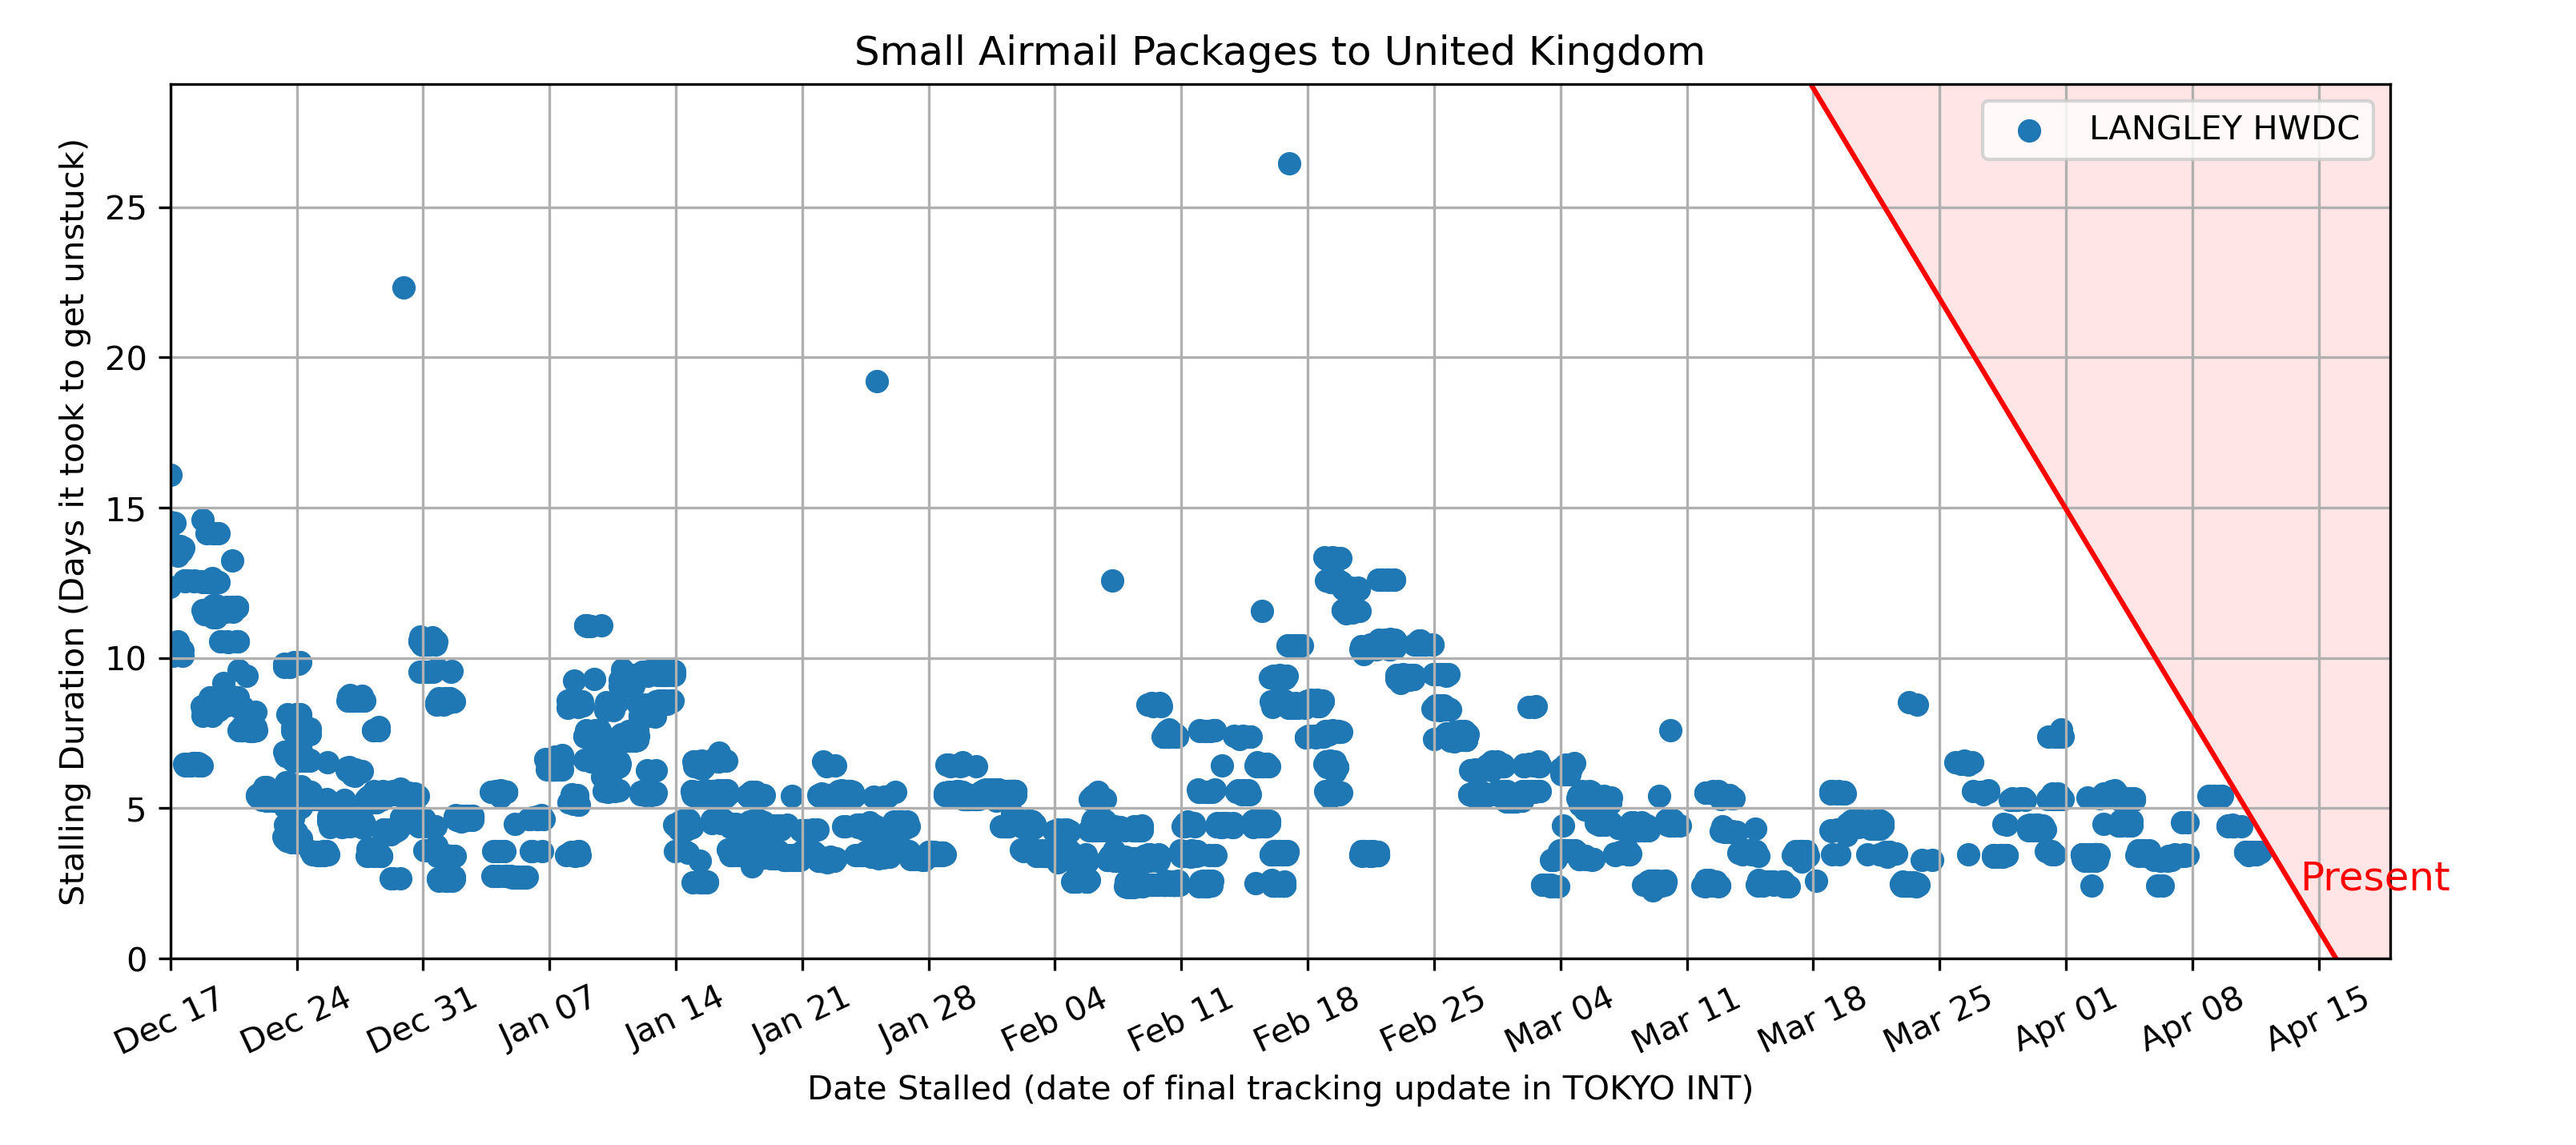 Small Airmail Packages to United Kingdom
LANGLEY HWDC
Stalling Duration (Days it took to get unstuck)
25
20
15
10
5
0
Present
Dec 17
Dec 24
Dec 31
Jan 07
Jan 14
Jan 21
Jan 28
Feb 04
Feb 11
Feb 18
Feb 25
Mar 04
Mar 11
Mar 18
Mar 25
Apr 01
Apr 08
Apr 15
Date Stalled (date of final tracking update in TOKYO INT)